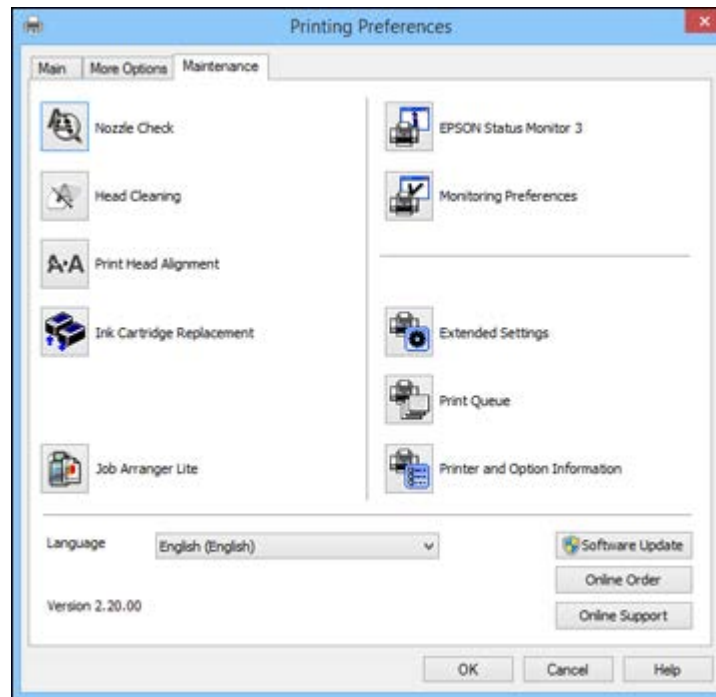 Printing Preferences
Main
More Options
Maintenance
Nozzle Check
Head Cleaning
A·A
Print Head Alignment
Ink Cartridge Replacement
Job Arranger Lite
EPSON Status Monitor 3
Monitoring Preferences
Extended Settings
Print Queue
Printer and Option Information
Language
English (English)
Software Update
Online Order
Version 2.20.00
Online Support
OK
Cancel
Help